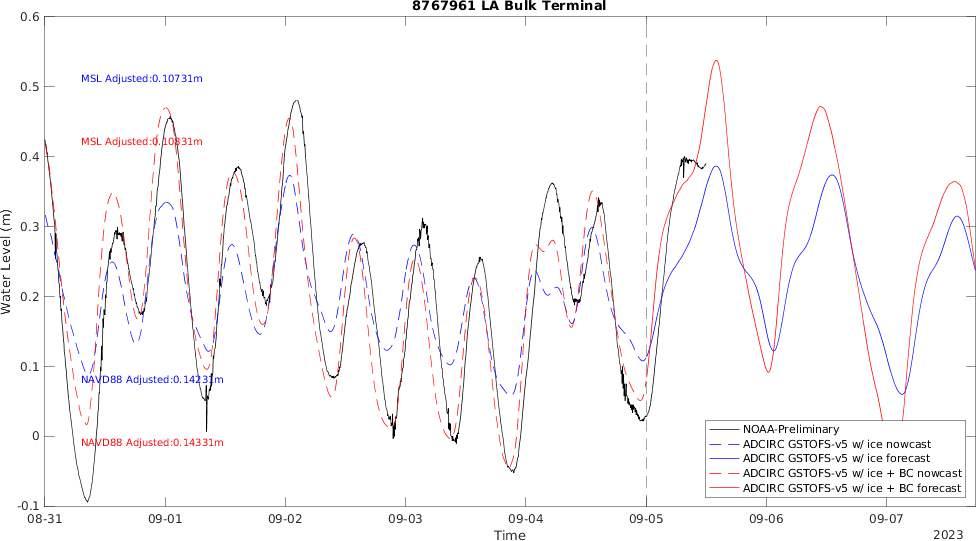 8767961 LA Bulk Terminal
0.6
0.5
0.4
0.3
0.2
0.1
0
-0.1
Water Level (m)
MSL Adjusted:0.10731m
MSL Adjusted:0.10831m
NAVD88 Adjusted:0.14231m
NAVD88 Adjusted:0.14331m
NOAA-Preliminary
ADCIRC GSTOFS-v5 w/ ice nowcast
ADCIRC GSTOFS-v5 w/ ice forecast
ADCIRC GSTOFS-v5 w/ ice + BC nowcast
ADCIRC GSTOFS-v5 w/ ice + BC forecast
08-31 09-01 09-02 09-03 09-04 09-05 09-06 09-07
Time
2023